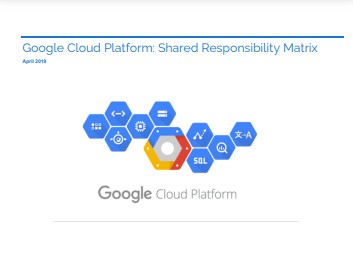 Google Cloud Platform: Shared Responsibility Matrix
April 2019
文-A
SQL
Google Cloud Platform